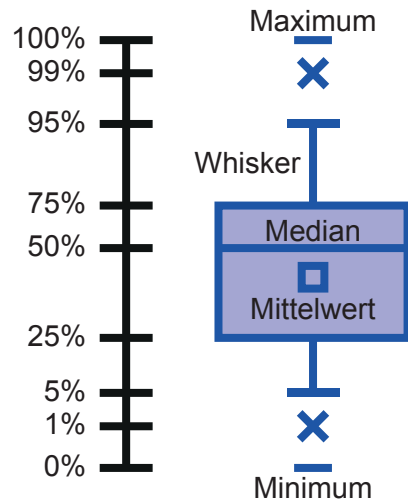 Maximum
100%
99%
95%
Whisker
75%
Median
50%
Mittelwert
25%
5%
1%
0%
Minimum